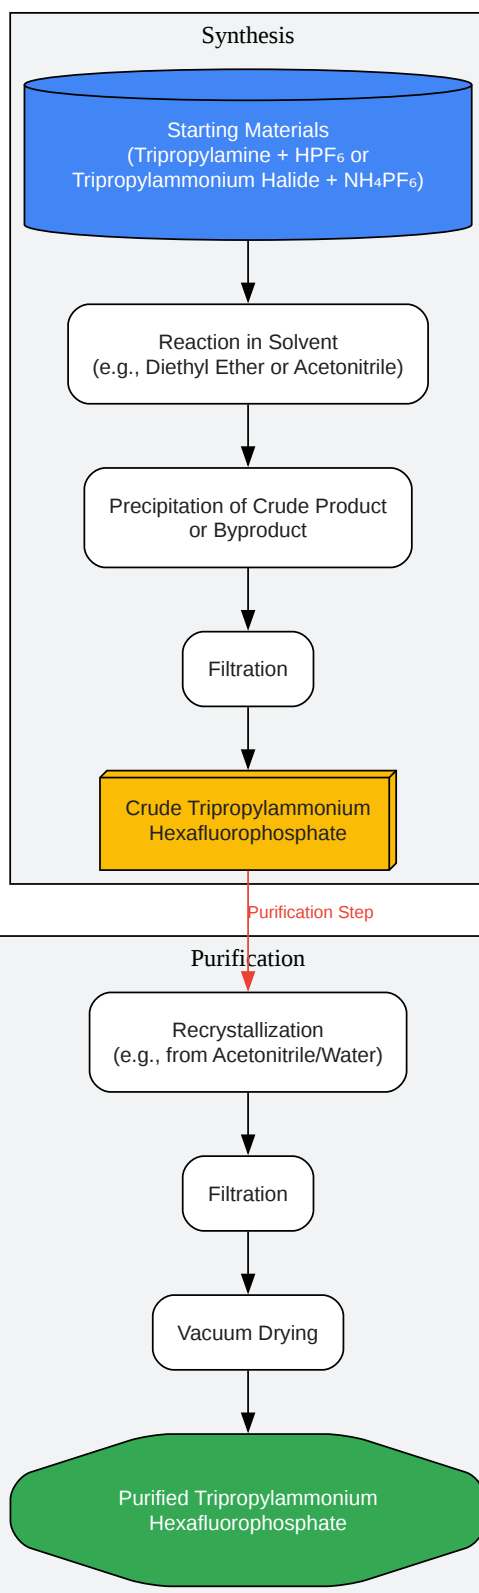 Synthesis
Starting Materials
(Tripropylamine + HPF₆ or
Tripropylammonium Halide + NH₄PF₆)
Reaction in Solvent
(e.g., Diethyl Ether or Acetonitrile)
Precipitation of Crude Product
or Byproduct
Filtration
Crude Tripropylammonium
Hexafluorophosphate
Purification Step
Purification
Recrystallization
(e.g., from Acetonitrile/Water)
Filtration
Vacuum Drying
Purified Tripropylammonium
Hexafluorophosphate